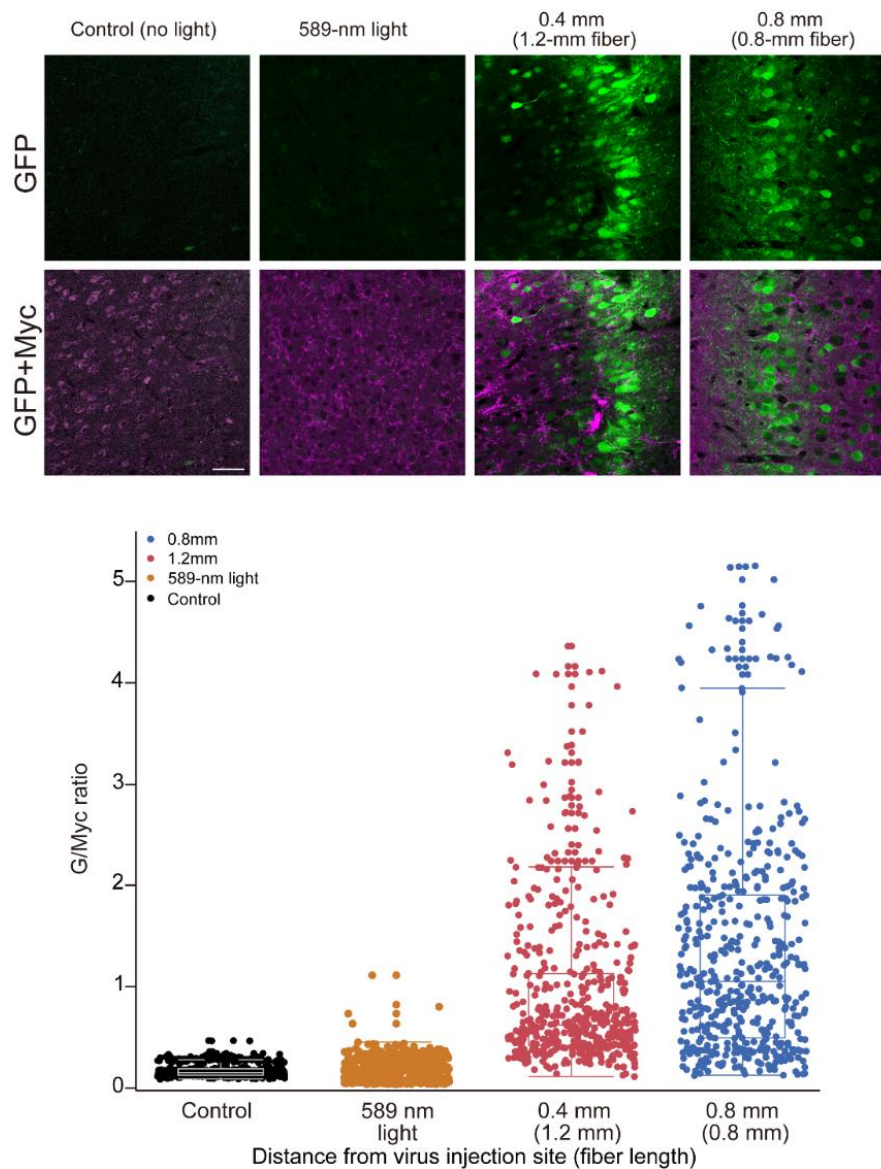 Control (no light)
589-nm light
0.4 mm
(1.2-mm fiber)
0.8 mm
(0.8-mm fiber)
GFP
GFP+Myc
0.8mm
1.2mm
589-nm light
Control
5
4
3
2
1
0
G/Myc ratio
Control
589 nm
light
0.4 mm
(1.2 mm)
0.8 mm
(0.8 mm)
Distance from virus injection site (fiber length)